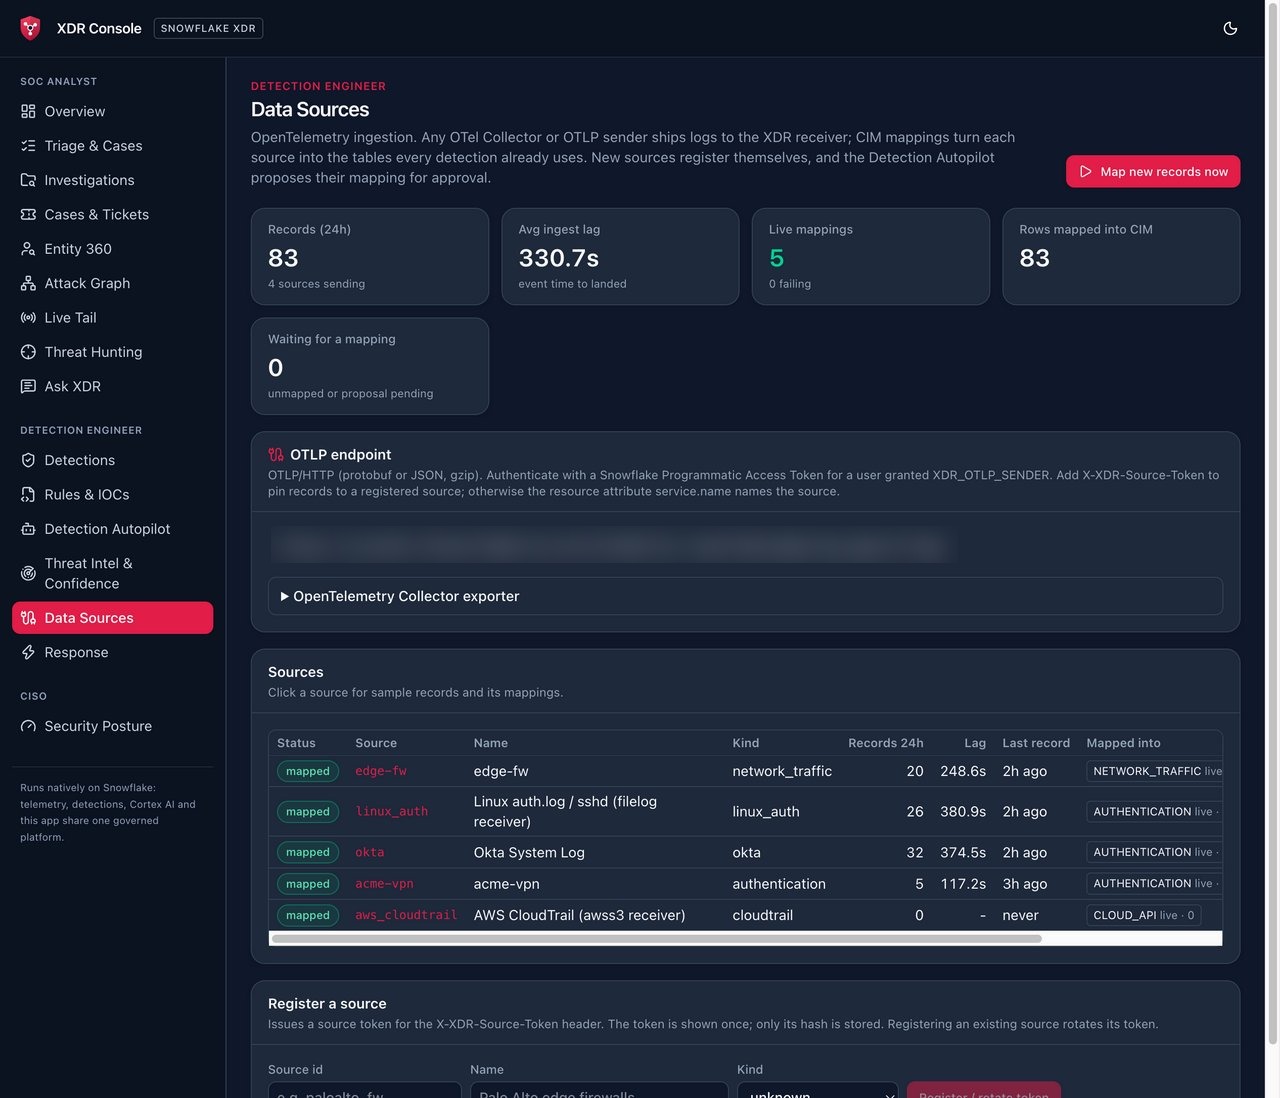 XDR Console
SNOWFLAKE XDR
SOC ANALYST
Overview
Triage & Cases
Investigations
Cases & Tickets
Entity 360
Attack Graph
Live Tail
Threat Hunting
Ask XDR
DETECTION ENGINEER
Detections
Rules & IOCs
Detection Autopilot
Threat Intel &
Confidence
Data Sources
Response
CISO
Security Posture
Runs natively on Snowflake:
telemetry, detections, Cortex AI and
this app share one governed
platform.
DETECTION ENGINEER
Data Sources
OpenTelemetry ingestion. Any OTel Collector or OTLP sender ships logs to the XDR receiver; CIM mappings turn each
source into the tables every detection already uses. New sources register themselves, and the Detection Autopilot
proposes their mapping for approval.
Map new records now
Records (24h)
83
4 sources sending
Avg ingest lag
330.7s
event time to landed
Live mappings
5
0 failing
Rows mapped into CIM
83
Waiting for a mapping
0
unmapped or proposal pending
OTLP endpoint
OTLP/HTTP (protobuf or JSON, gzip). Authenticate with a Snowflake Programmatic Access Token for a user granted XDR_OTLP_SENDER. Add X-XDR-Source-Token to
pin records to a registered source; otherwise the resource attribute service.name names the source.
OpenTelemetry Collector exporter
Sources
Click a source for sample records and its mappings.
Status Source Name Kind Records 24h Lag Last record Mapped into
mapped edge-fw edge-fw network_traffic 20 248.6s 2h ago NETWORK_TRAFFIC live
mapped linux_auth Linux auth.log / sshd (filelog receiver) linux_auth 26 380.9s 2h ago AUTHENTICATION live ·
mapped okta Okta System Log okta 32 374.5s 2h ago AUTHENTICATION live ·
mapped acme-vpn acme-vpn authentication 5 117.2s 3h ago AUTHENTICATION live ·
mapped aws_cloudtrail AWS CloudTrail (awss3 receiver) cloudtrail 0 - never CLOUD_API live · 0
Register a source
Issues a source token for the X-XDR-Source-Token header. The token is shown once; only its hash is stored. Registering an existing source rotates its token.
Source id Name Kind
e.g. paloalto_fw Palo Alto edge firewalls unknown Register / rotate token